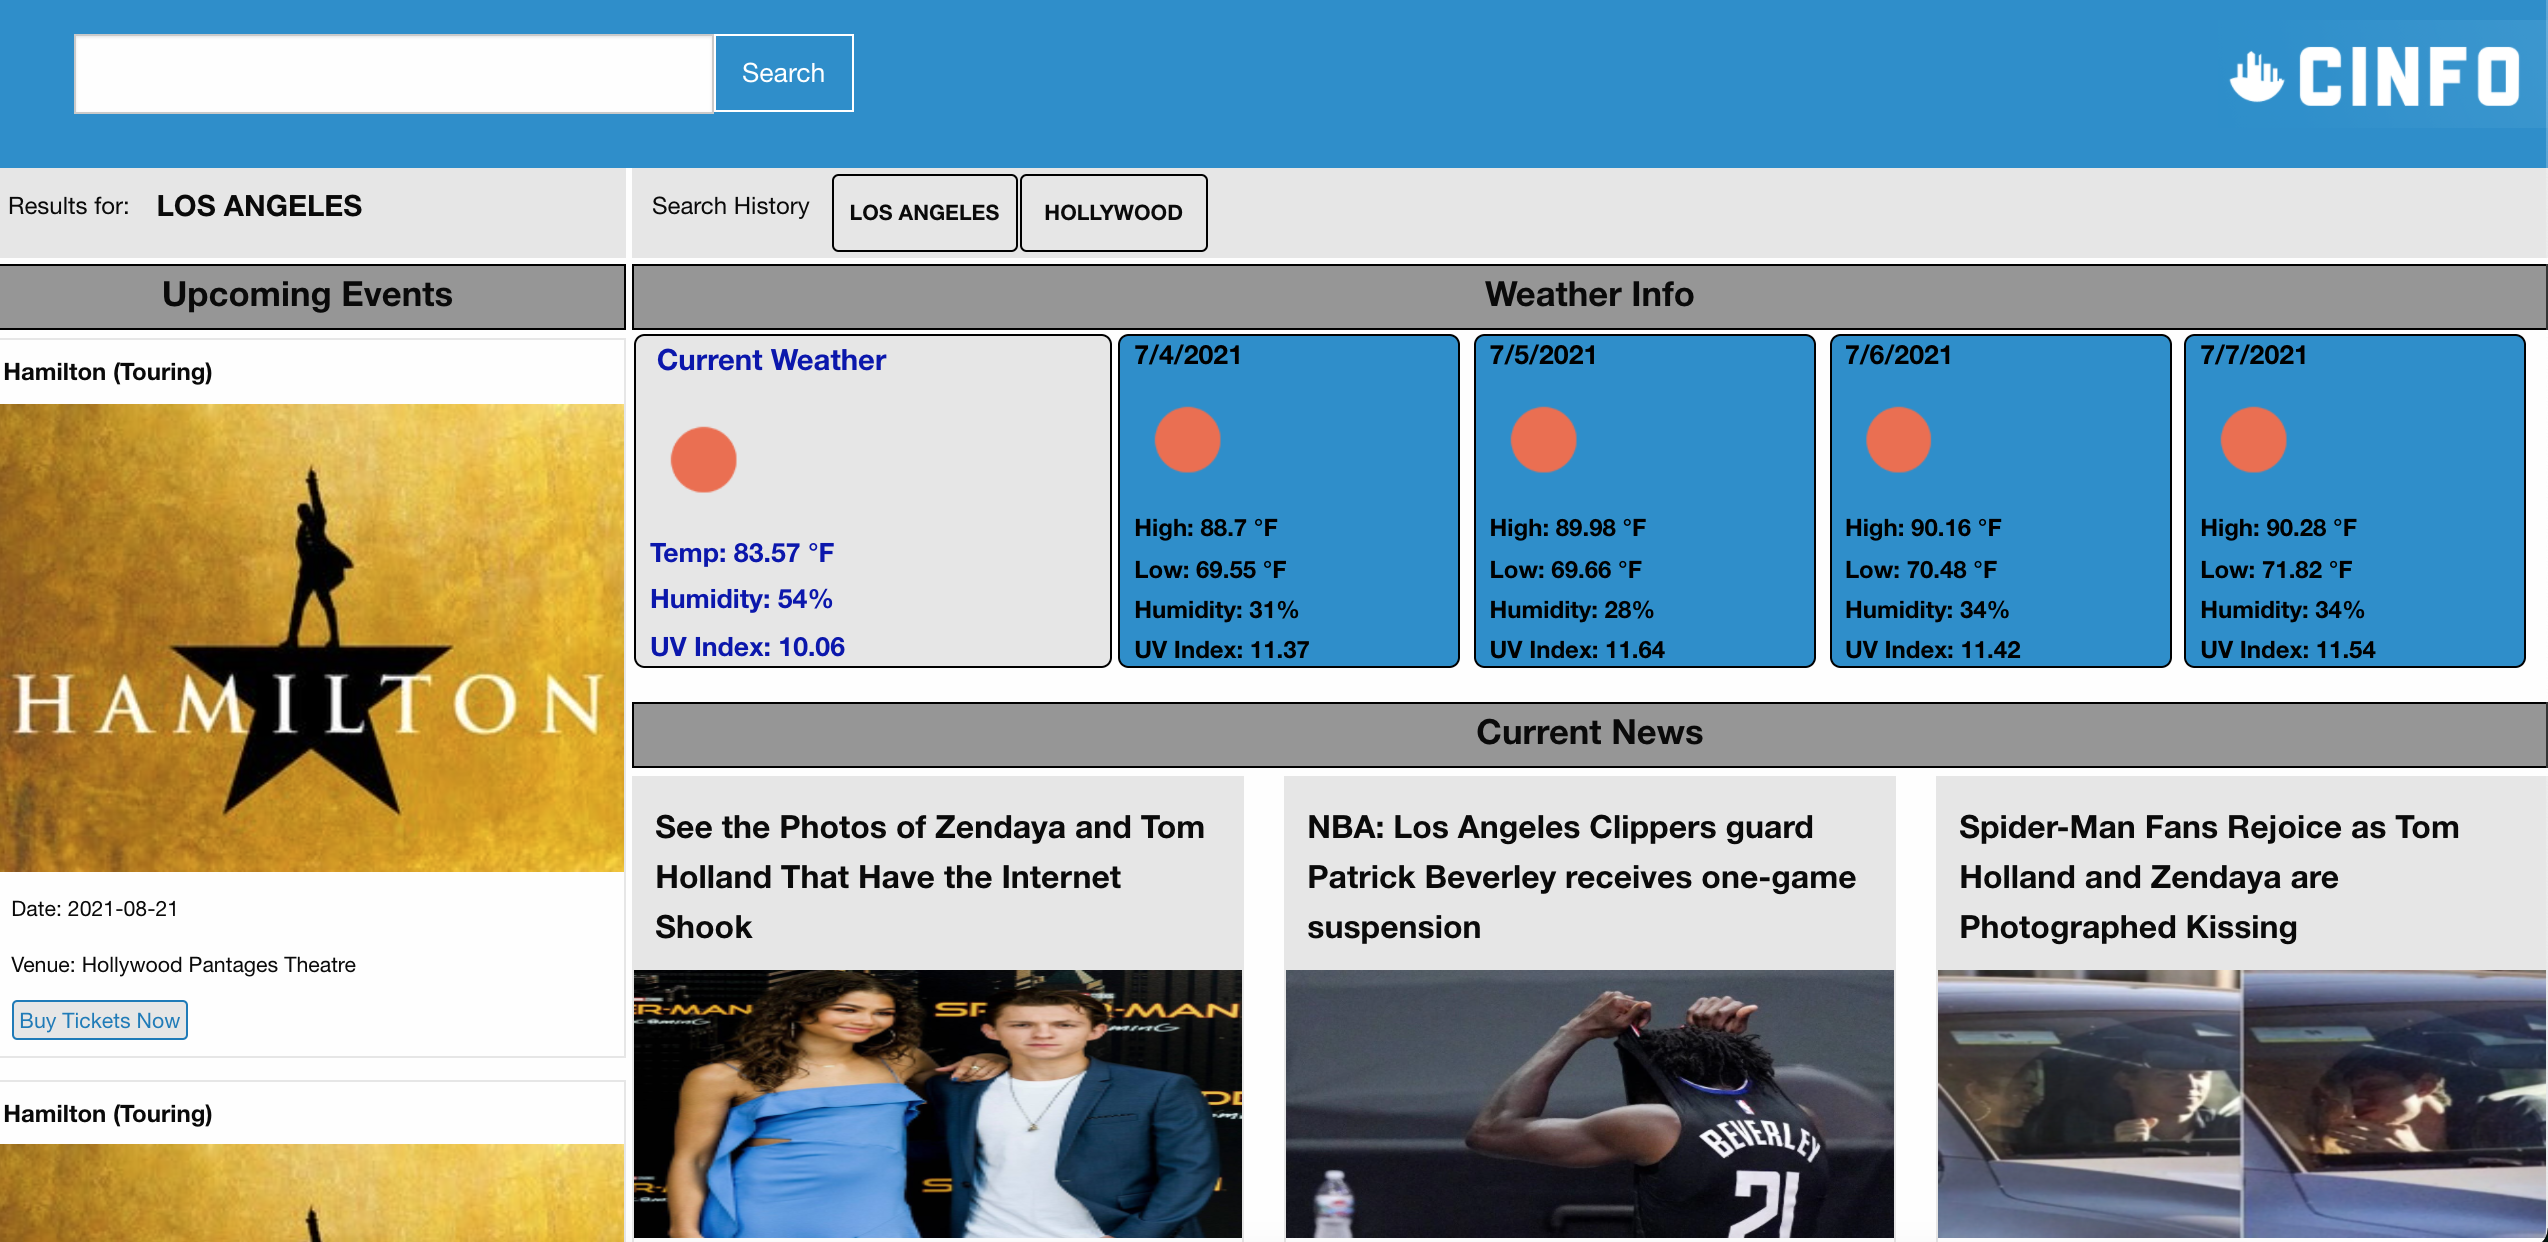 Search
CINFO
Results for: LOS ANGELES
Search History
LOS ANGELES
HOLLYWOOD
Upcoming Events
Hamilton (Touring)
HAMILTON
Date: 2021-08-21
Venue: Hollywood Pantages Theatre
Buy Tickets Now
Hamilton (Touring)
Weather Info
Current Weather
Temp: 83.57 °F
Humidity: 54%
UV Index: 10.06
7/4/2021
High: 88.7 °F
Low: 69.55 °F
Humidity: 31%
UV Index: 11.37
7/5/2021
High: 89.98 °F
Low: 69.66 °F
Humidity: 28%
UV Index: 11.64
7/6/2021
High: 90.16 °F
Low: 70.48 °F
Humidity: 34%
UV Index: 11.42
7/7/2021
High: 90.28 °F
Low: 71.82 °F
Humidity: 34%
UV Index: 11.54
Current News
See the Photos of Zendaya and Tom
Holland That Have the Internet
Shook
R-MAN
SP
-MAN
NBA: Los Angeles Clippers guard
Patrick Beverley receives one-game
suspension
BEVERLEY
21
Spider-Man Fans Rejoice as Tom
Holland and Zendaya are
Photographed Kissing